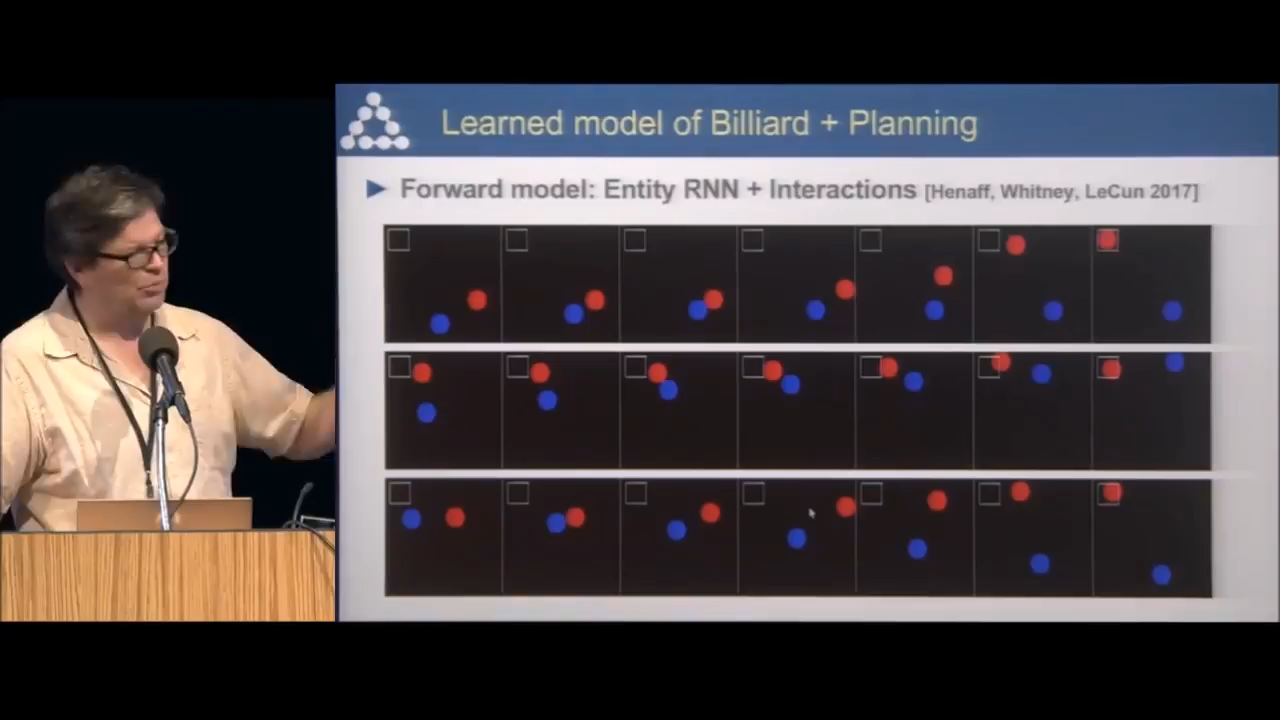 Learned model of Billiard + Planning
Forward model: Entity RNN + Interactions [Henaff, Whitney, LeCun 2017]